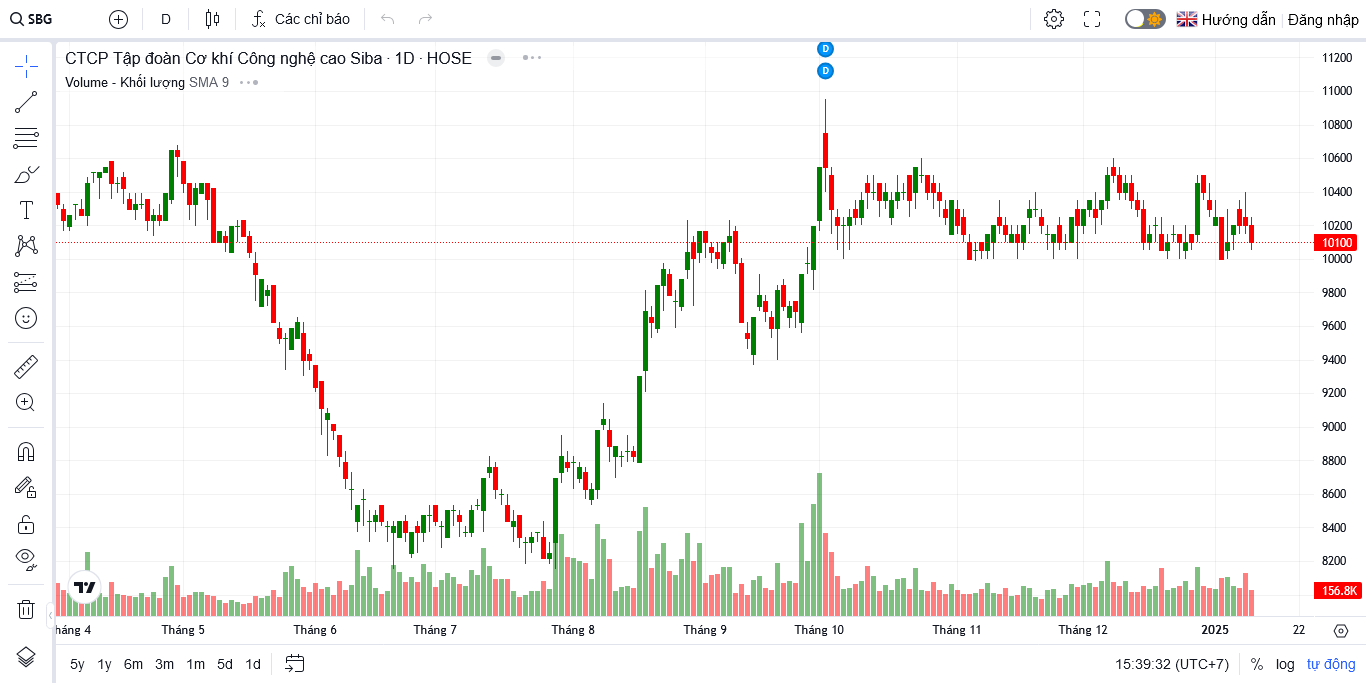 SBG D Các chỉ báo Hướng dẫn Đăng nhập
CTCP Tập đoàn Cơ khí Công nghệ cao Siba · 1D · HOSE
Volume - Khối lượng SMA 9
D
D
11200
11000
10800
10600
10400
10200
10100
10000
9800
9600
9400
9200
9000
8800
8600
8400
8200
156.8K
háng 4 Tháng 5 Tháng 6 Tháng 7 Tháng 8 Tháng 9 Tháng 10 Tháng 11 Tháng 12 2025 22
5y 1y 6m 3m 1m 5d 1d 15:39:32 (UTC+7) % log tự động